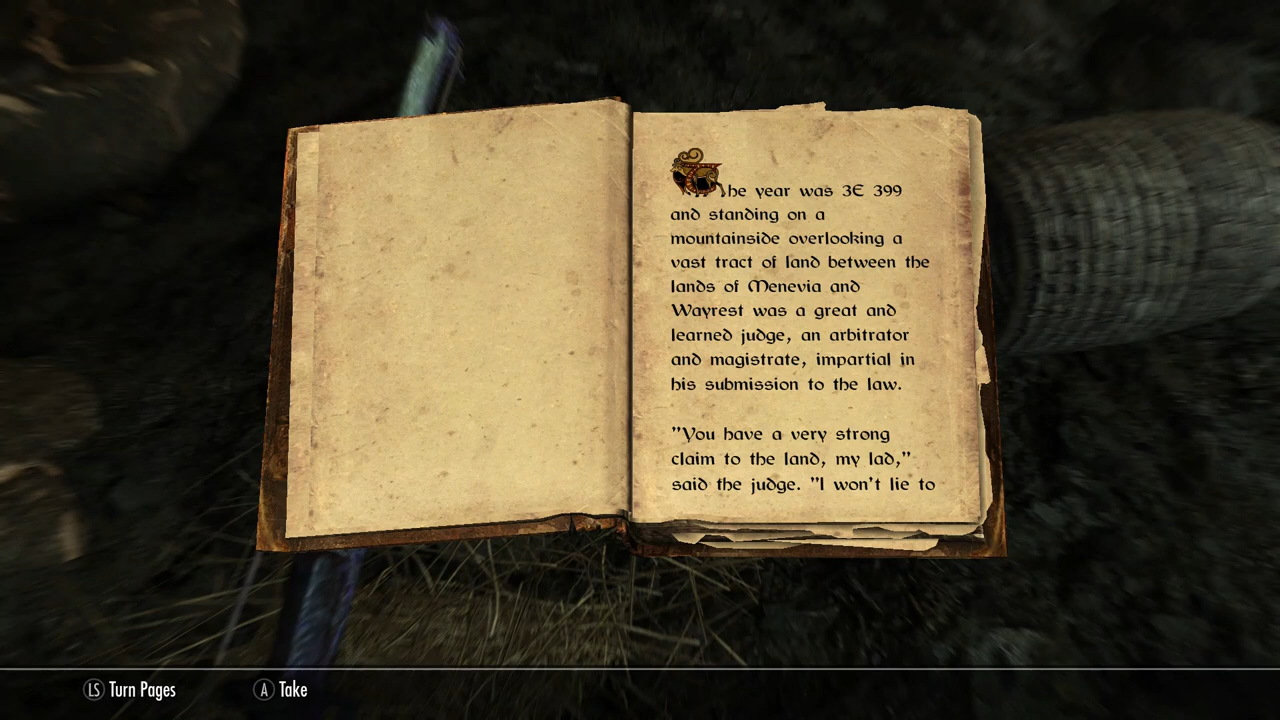 The year was 3E 399
and standing on a
mountainside overlooking a
vast tract of land between the
lands of Menevia and
Wayrest was a great and
learned judge, an arbitrator
and magistrate, impartial in
his submission to the law.
"You have a very strong
claim to the land, my lad,"
said the judge. "I won't lie to
LS Turn Pages
A Take